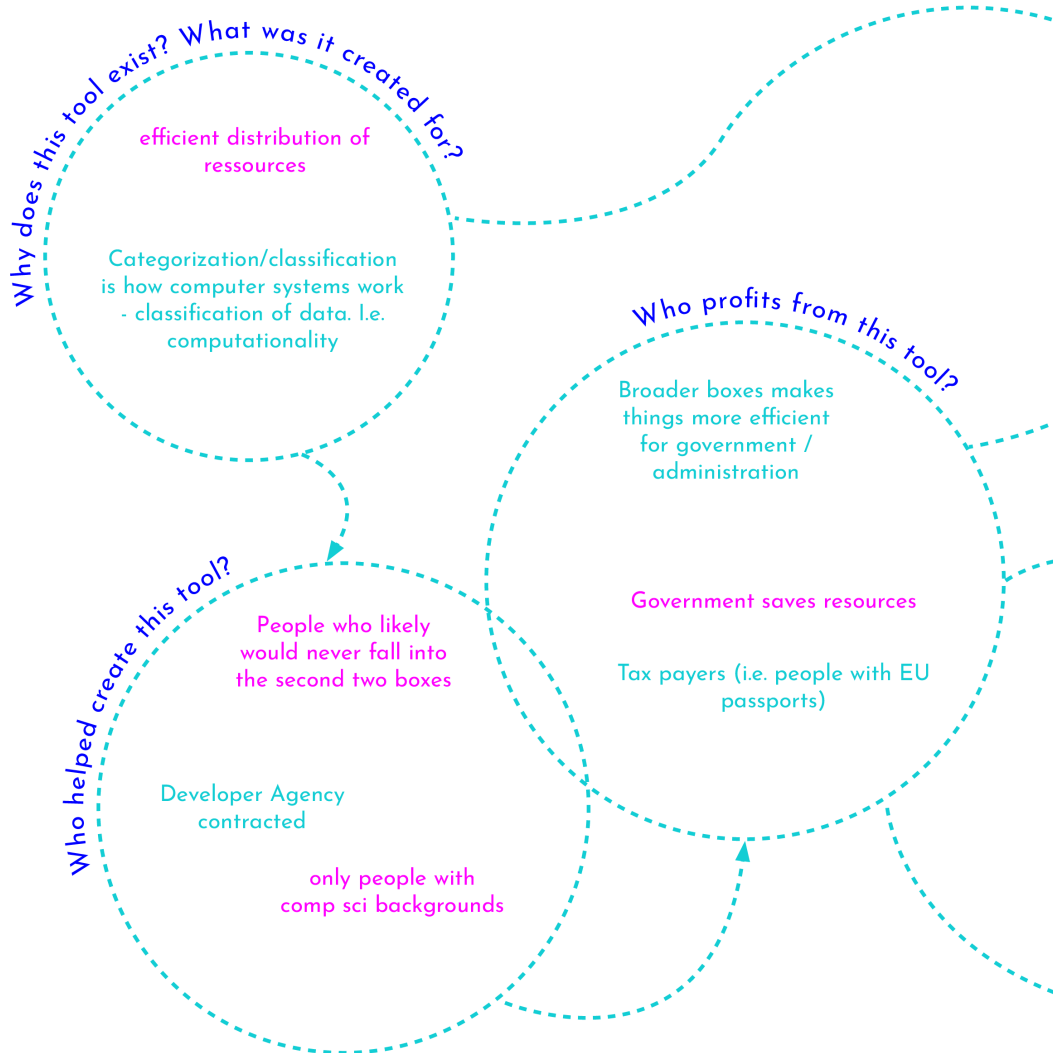 Why does this tool exist? What was it created for?
efficient distribution of
ressources
Categorization/classification
is how computer systems work
- classification of data. I.e.
computationality
Who profits from this tool?
Broader boxes makes
things more efficient
for government /
administration
Government saves resources
Tax payers (i.e. people with EU
passports)
Who helped create this tool?
People who likely
would never fall into
the second two boxes
Developer Agency
contracted
only people with
comp sci backgrounds